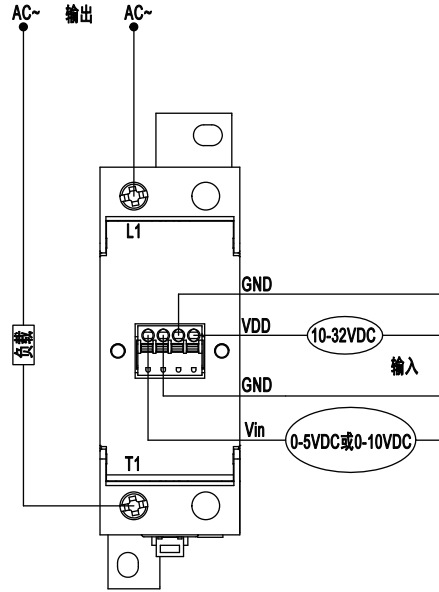 AC~ 输出 AC~
L1
GND
VDD
10-32VDC
输入
负载
GND
Vin
0-5VDC或0-10VDC
T1